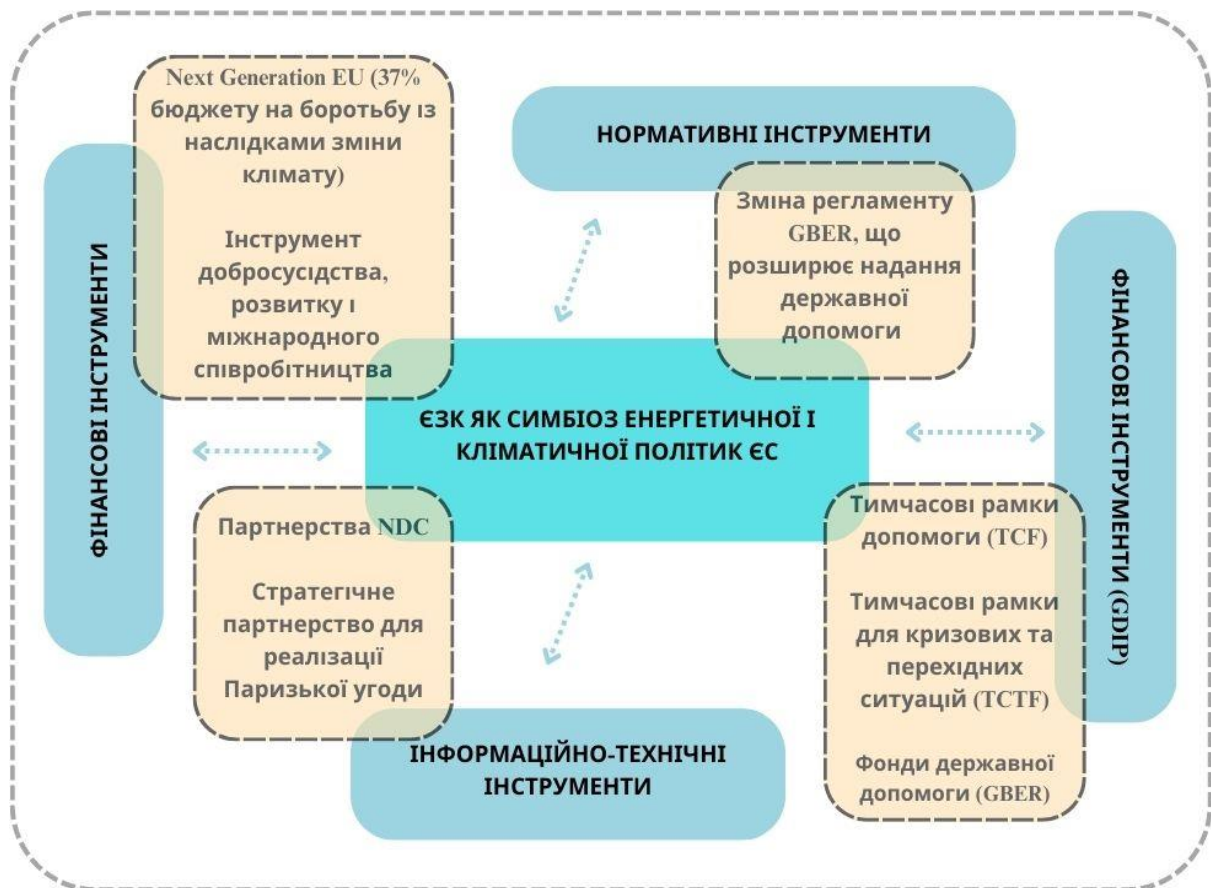 Next Generation EU (37%
бюджету на боротьбу із
наслідками зміни
клімату)
Інструмент
добросусідства,
розвитку і
міжнародного
співробітництва
ФІНАНСОВІ ІНСТРУМЕНТИ
НОРМАТИВНІ ІНСТРУМЕНТИ
Зміна регламенту
GBER, що
розширює надання
державної
допомоги
ЄЗК ЯК СИМБІОЗ ЕНЕРГЕТИЧНОЇ І
КЛІМАТИЧНОЇ ПОЛІТИК ЄС
ФІНАНСОВІ ІНСТРУМЕНТИ (GDIP)
Партнерства NDC
Стратегічне
партнерство для
реалізації
Паризької угоди
Тимчасові рамки
допомоги (TCF)
Тимчасові рамки
для кризових та
перехідних
ситуацій (TCTF)
Фонди державної
допомоги (GBER)
ІНФОРМАЦІЙНО-ТЕХНІЧНІ
ІНСТРУМЕНТИ